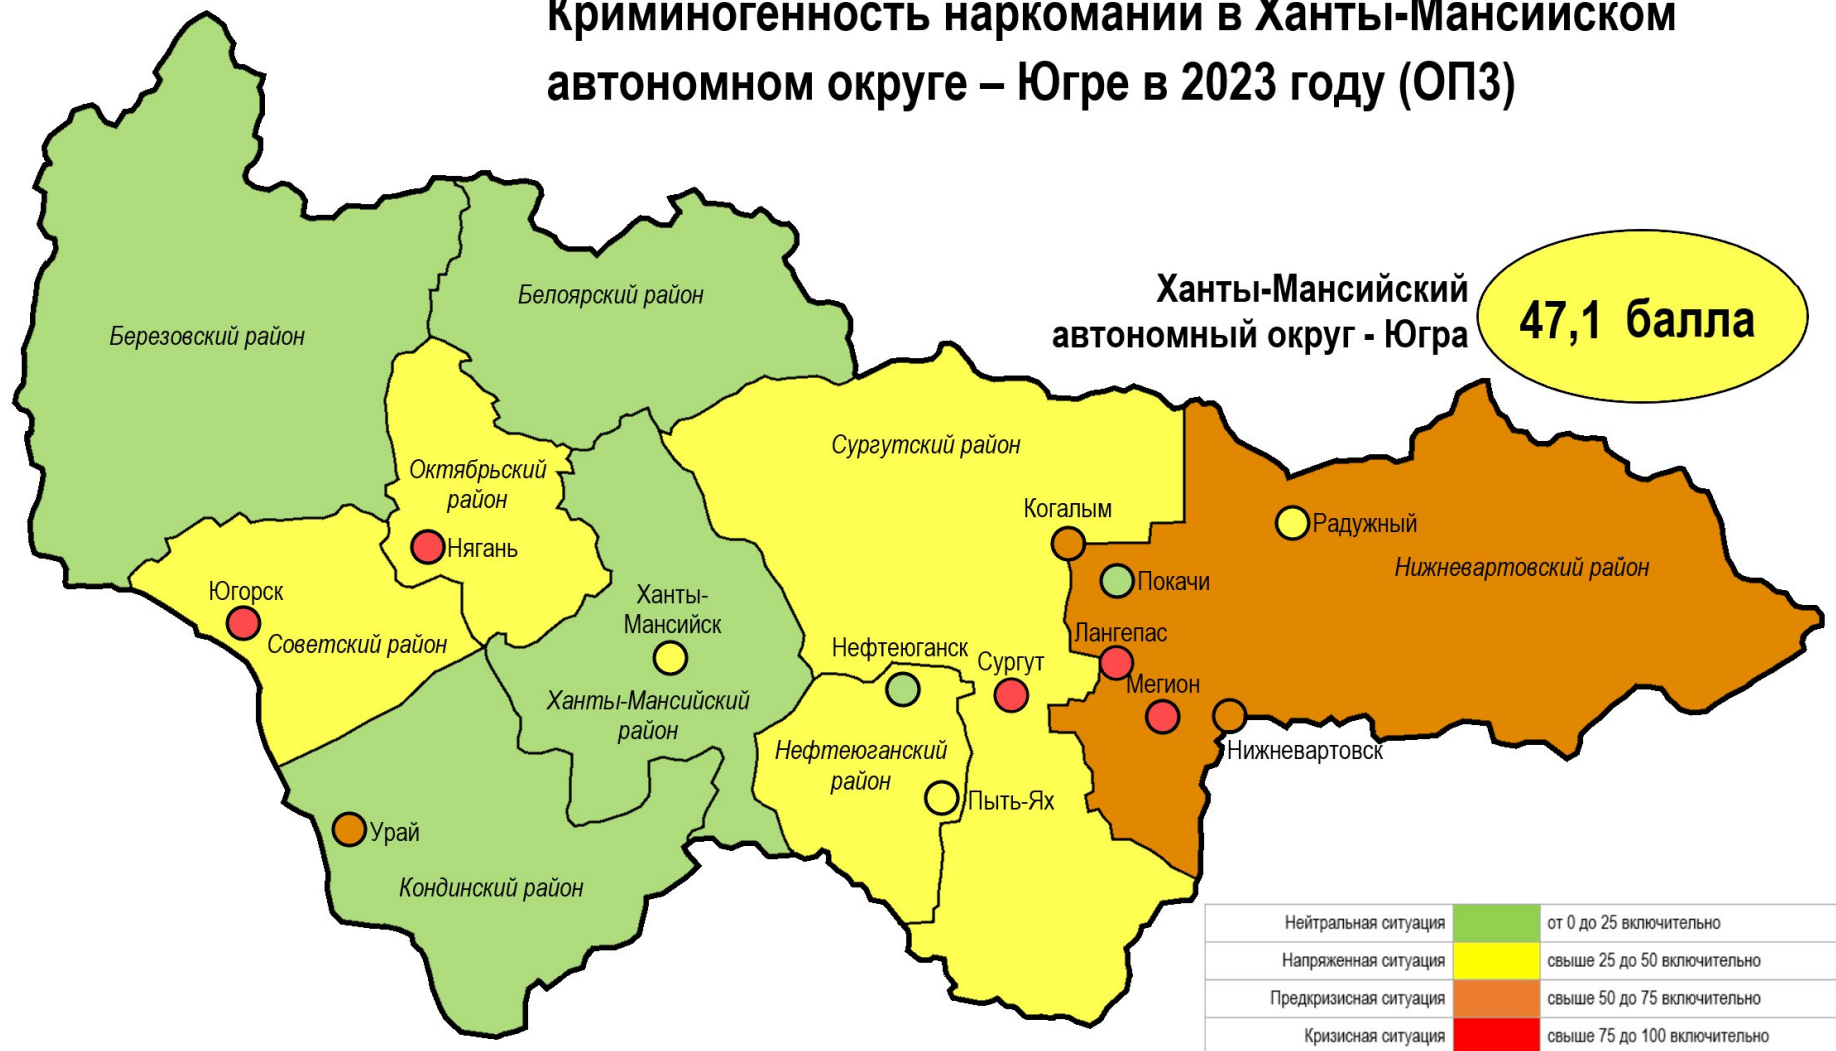 Криминогенность наркомании в Ханты-Мансийском
автономном округе – Югре в 2023 году (ОП3)
Ханты-Мансийский
автономный округ - Югра
47,1 балла
Березовский район
Белоярский район
Октябрьский
район
Нягань
Югорск
Советский район
Ханты-
Мансийск
Ханты-Мансийский
район
Урай
Кондинский район
Сургутский район
Когалым
Радужный
Покачи
Нижневартовский район
Лангепас
Мегион
Нижневартовск
Нефтеюганск
Сургут
Нефтеюганский
район
Пыть-Ях
Нейтральная ситуация от 0 до 25 включительно
Напряженная ситуация свыше 25 до 50 включительно
Предкризисная ситуация свыше 50 до 75 включительно
Кризисная ситуация свыше 75 до 100 включительно